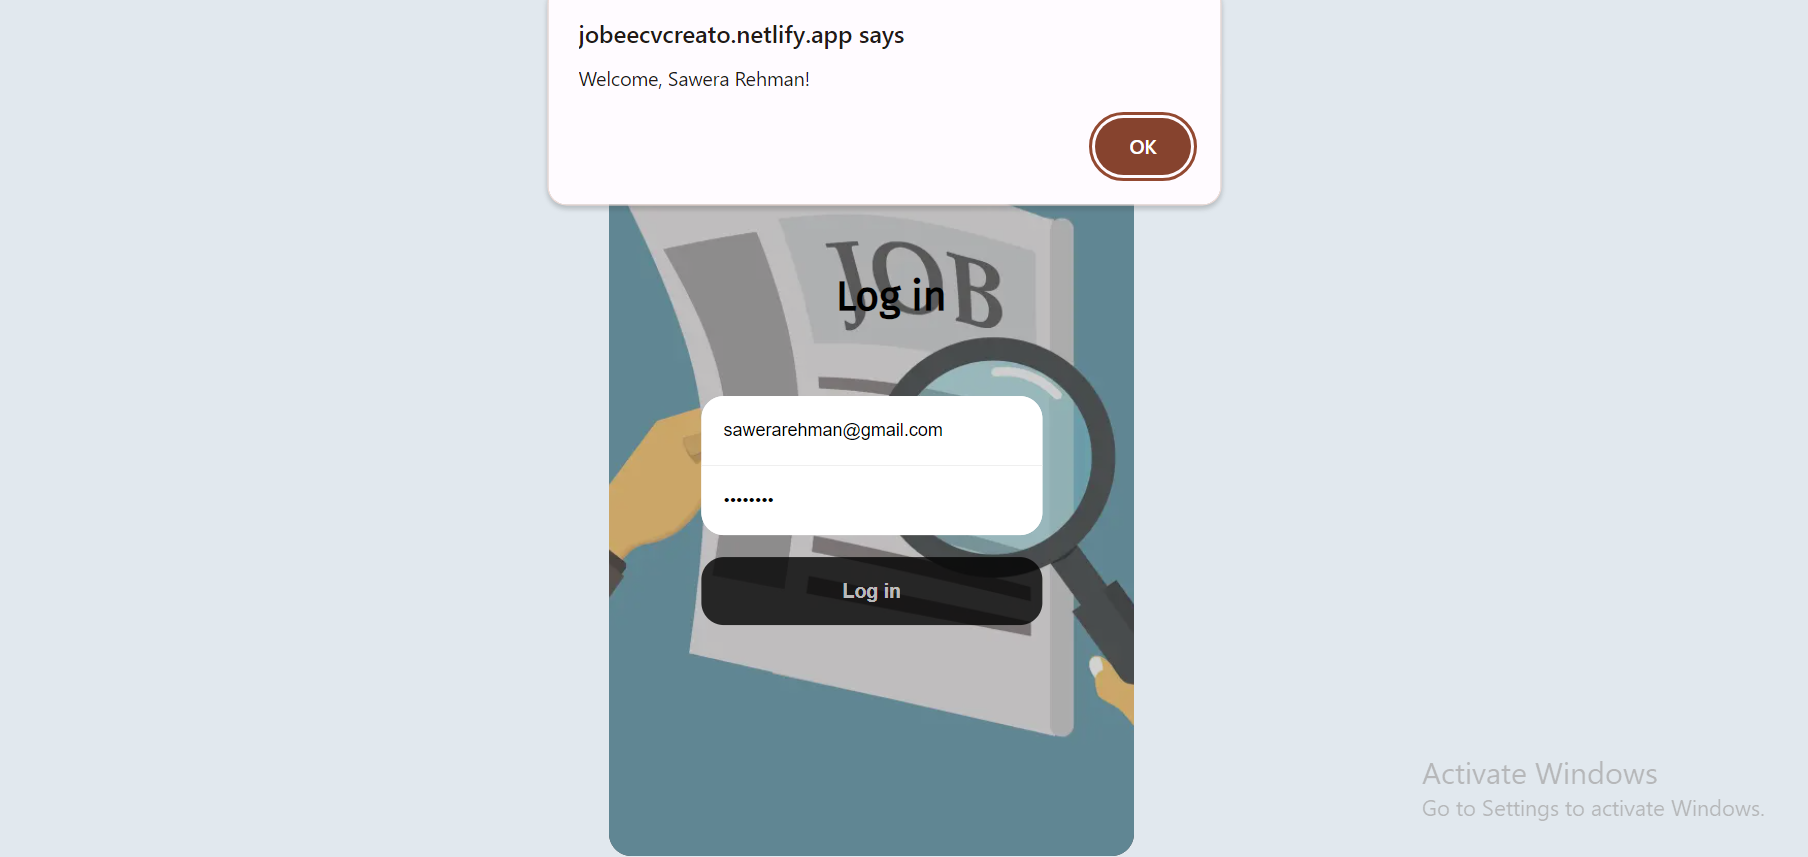 jobeecvcreato.netlify.app says
Welcome, Sawera Rehman!
OK
JOB
Log in
sawerarehman@gmail.com
••••••••
Log in
Activate Windows
Go to Settings to activate Windows.